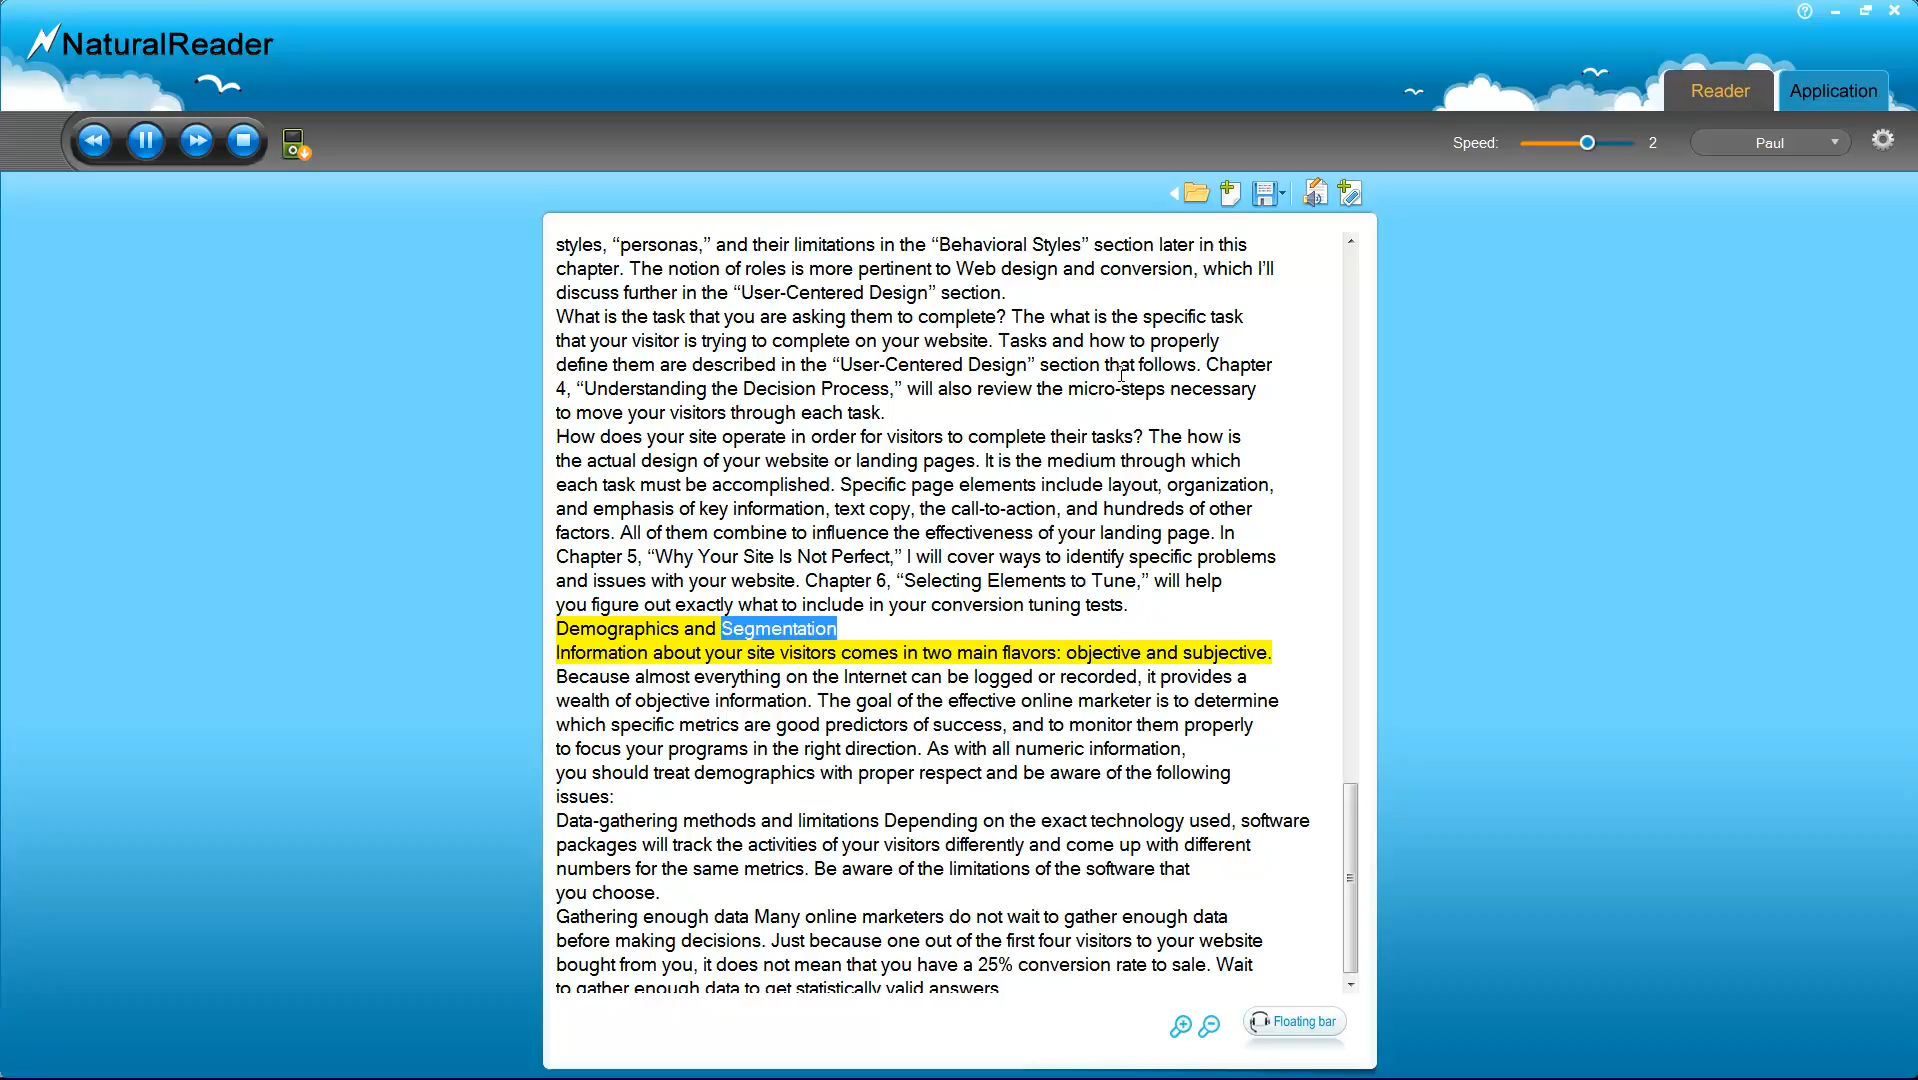 NaturalReader
Reader
Application
Speed:
2
Paul
styles, “personas,” and their limitations in the “Behavioral Styles” section later in this
chapter. The notion of roles is more pertinent to Web design and conversion, which I’ll
discuss further in the “User-Centered Design” section.
What is the task that you are asking them to complete? The what is the specific task
that your visitor is trying to complete on your website. Tasks and how to properly
define them are described in the “User-Centered Design” section that follows. Chapter
4, “Understanding the Decision Process,” will also review the micro-steps necessary
to move your visitors through each task.
How does your site operate in order for visitors to complete their tasks? The how is
the actual design of your website or landing pages. It is the medium through which
each task must be accomplished. Specific page elements include layout, organization,
and emphasis of key information, text copy, the call-to-action, and hundreds of other
factors. All of them combine to influence the effectiveness of your landing page. In
Chapter 5, “Why Your Site Is Not Perfect,” I will cover ways to identify specific problems
and issues with your website. Chapter 6, “Selecting Elements to Tune,” will help
you figure out exactly what to include in your conversion tuning tests.
Demographics and Segmentation
Information about your site visitors comes in two main flavors: objective and subjective.
Because almost everything on the Internet can be logged or recorded, it provides a
wealth of objective information. The goal of the effective online marketer is to determine
which specific metrics are good predictors of success, and to monitor them properly
to focus your programs in the right direction. As with all numeric information,
you should treat demographics with proper respect and be aware of the following
issues:
Data-gathering methods and limitations Depending on the exact technology used, software
packages will track the activities of your visitors differently and come up with different
numbers for the same metrics. Be aware of the limitations of the software that
you choose.
Gathering enough data Many online marketers do not wait to gather enough data
before making decisions. Just because one out of the first four visitors to your website
bought from you, it does not mean that you have a 25% conversion rate to sale. Wait
to gather enough data to get statistically valid answers
Floating bar